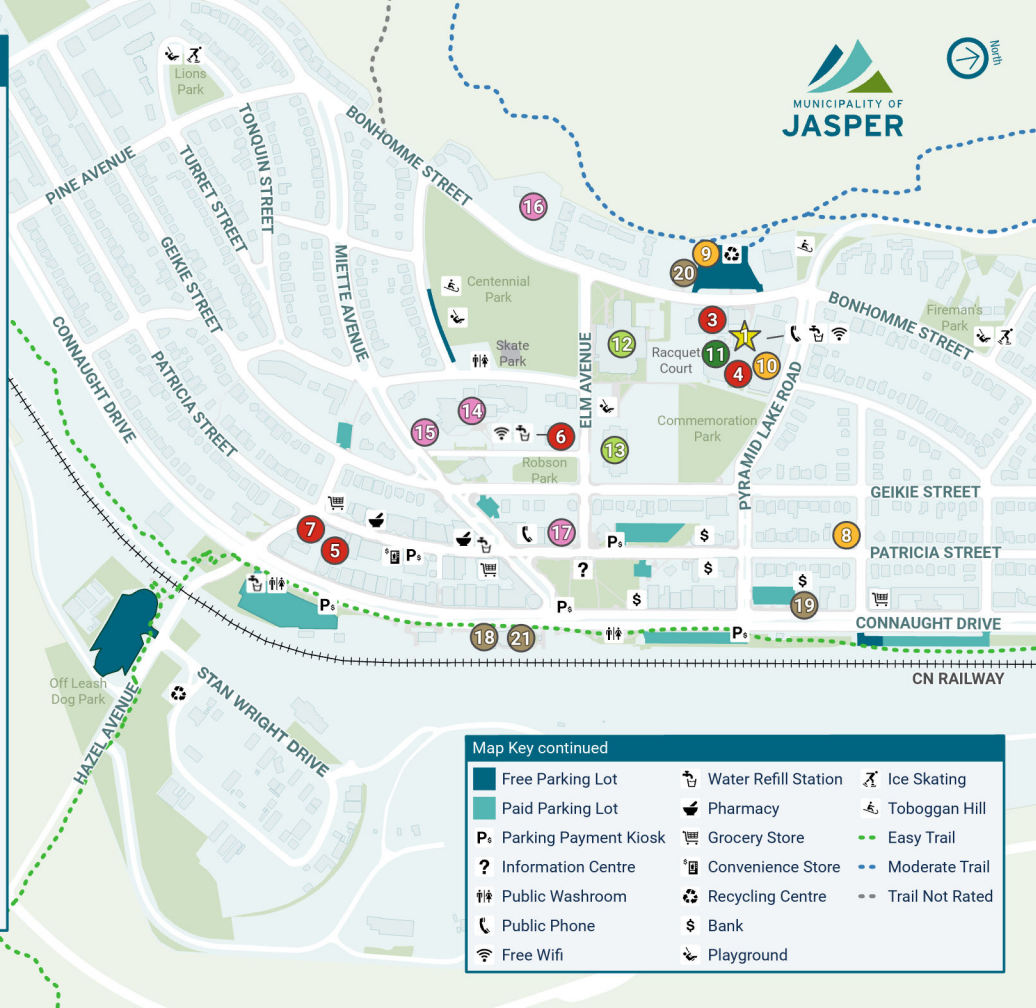 North
MUNICIPALITY OF
JASPER
Lions
Park
PINE AVENUE
TONQUIN STREET
TURRET STREET
BONHOMME STREET
16
GEIKIE STREET
MIETTE AVENUE
Centennial
Park
9
20
Skate
Park
ELM AVENUE
12
3
1
Racquet
Court
11
4
10
BONHOMME STREET
Fireman's
Park
CONNAUGHT DRIVE
PATRICIA STREET
14
15
6
13
Commemoration
Park
PYRAMID LAKE ROAD
Robson
Park
GEIKIE STREET
7
5
$
P$
17
P$
$
8
PATRICIA STREET
?
$
$
P$
P$
$
19
CONNAUGHT DRIVE
18
21
P$
CN RAILWAY
Off Leash
Dog Park
HAZEL AVENUE
STAN WRIGHT DRIVE
Map Key continued
Free Parking Lot
Water Refill Station
Ice Skating
Paid Parking Lot
Pharmacy
Toboggan Hill
P$ Parking Payment Kiosk
Grocery Store
Easy Trail
? Information Centre
$ Convenience Store
Moderate Trail
Public Washroom
Recycling Centre
Trail Not Rated
Public Phone
$ Bank
Free Wifi
Playground